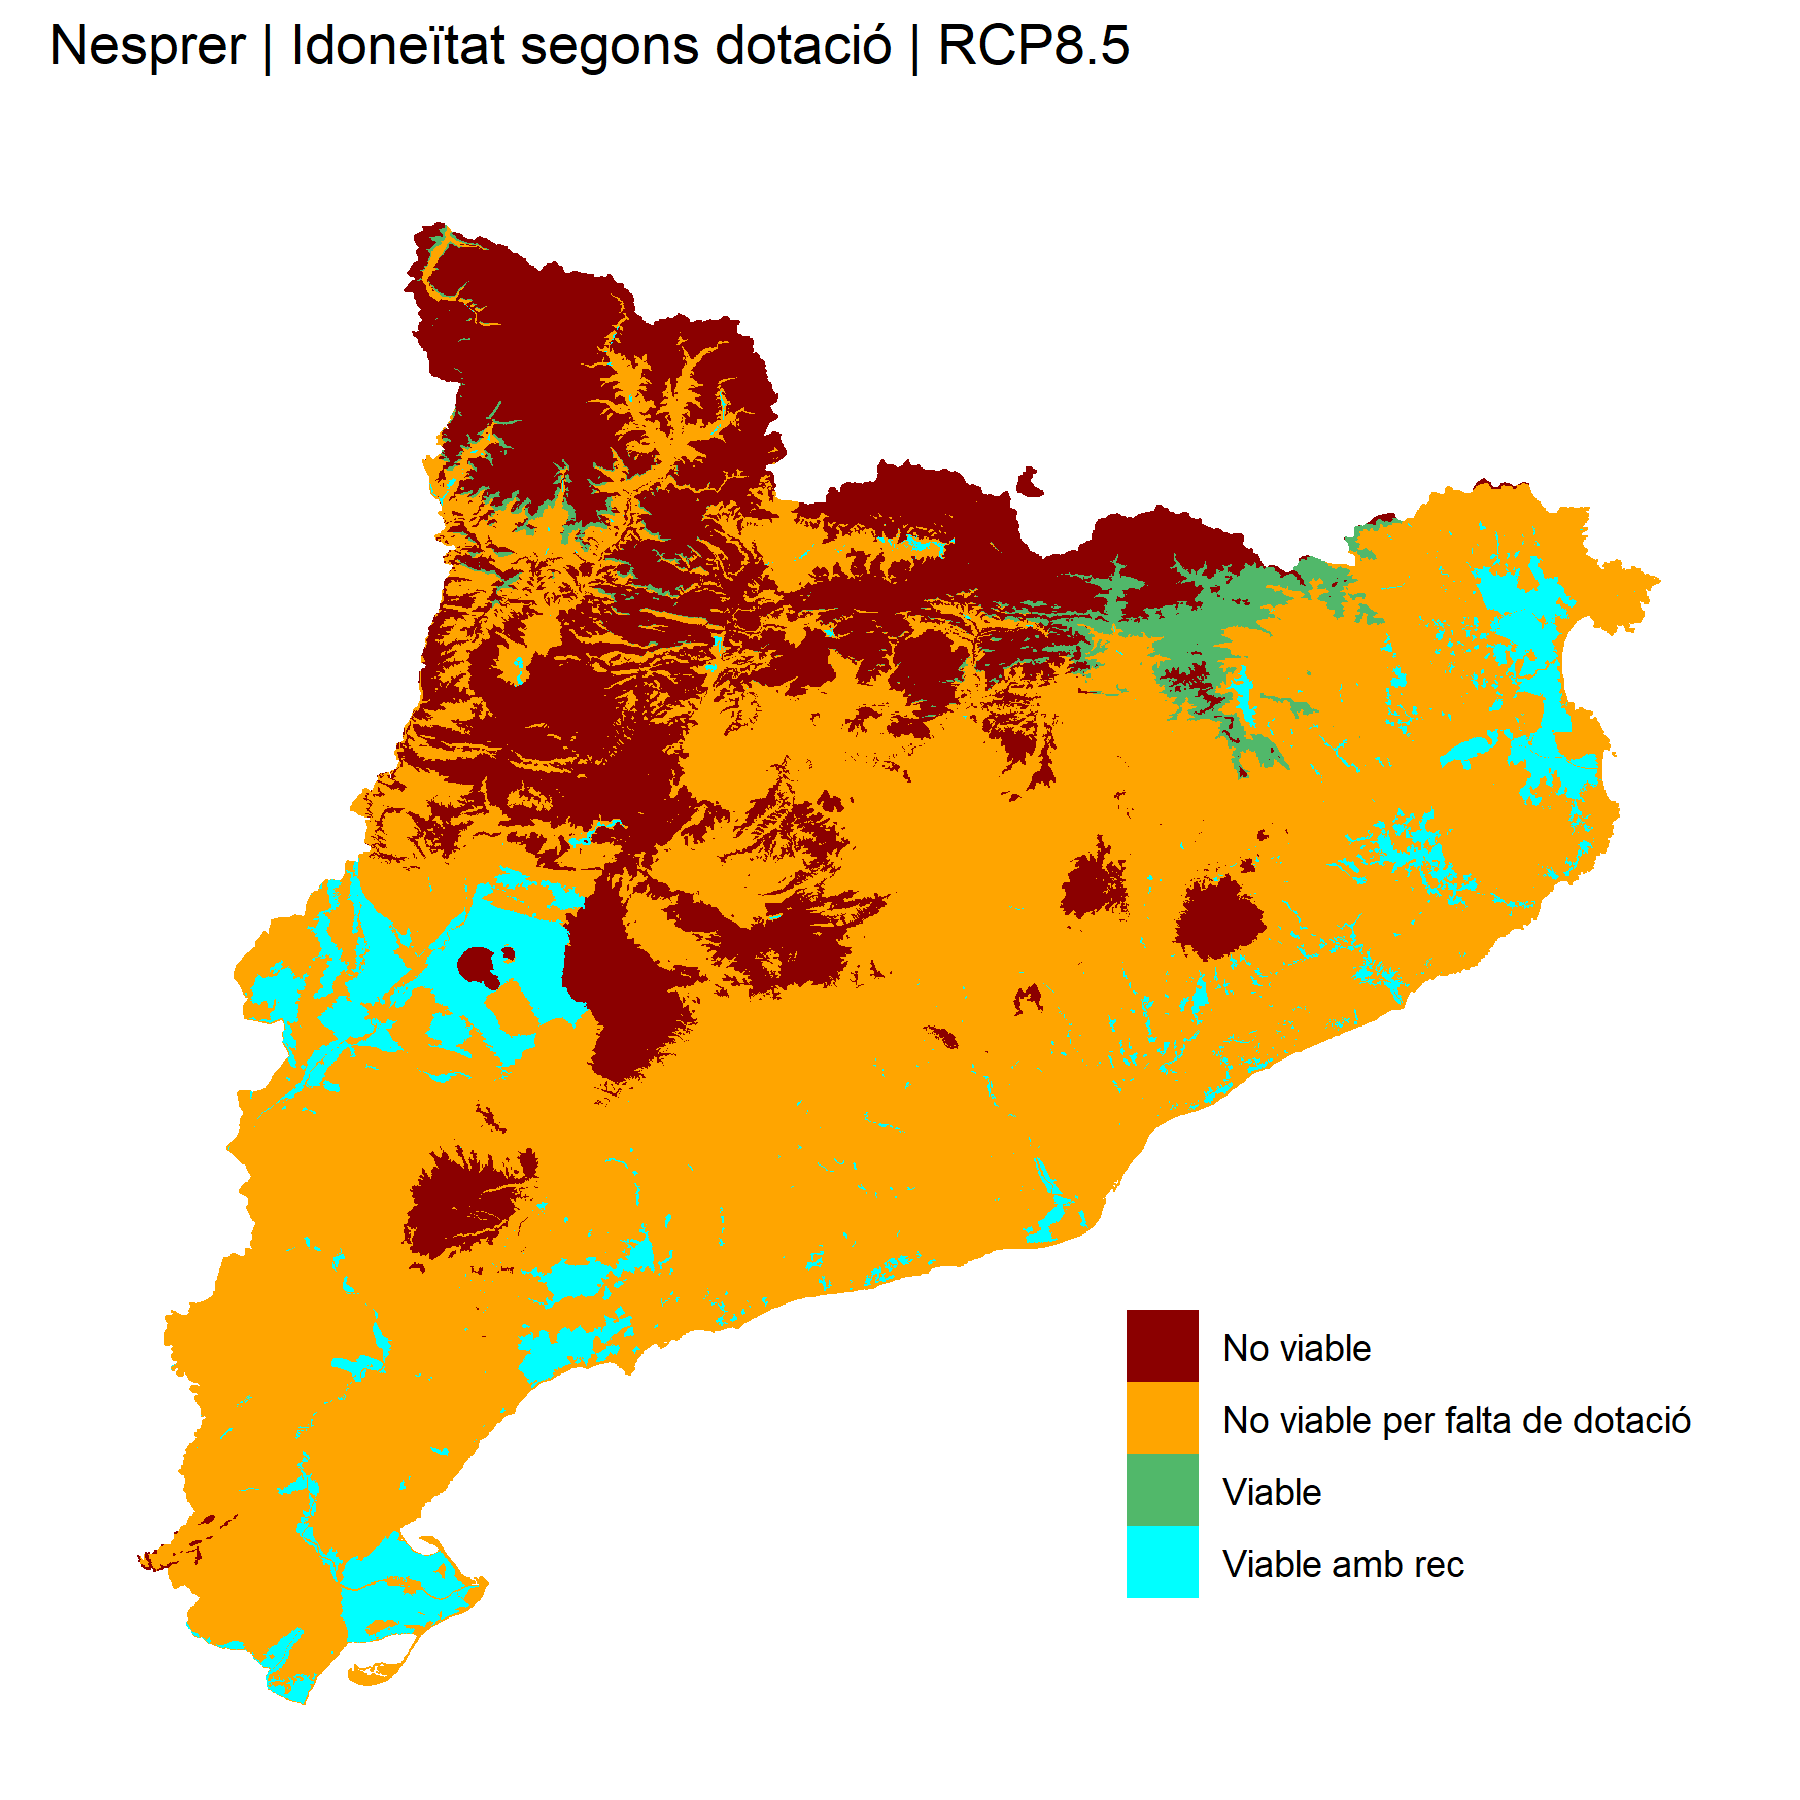 Nesprer | Idoneïtat segons dotació | RCP8.5
No viable
No viable per falta de dotació
Viable
Viable amb rec